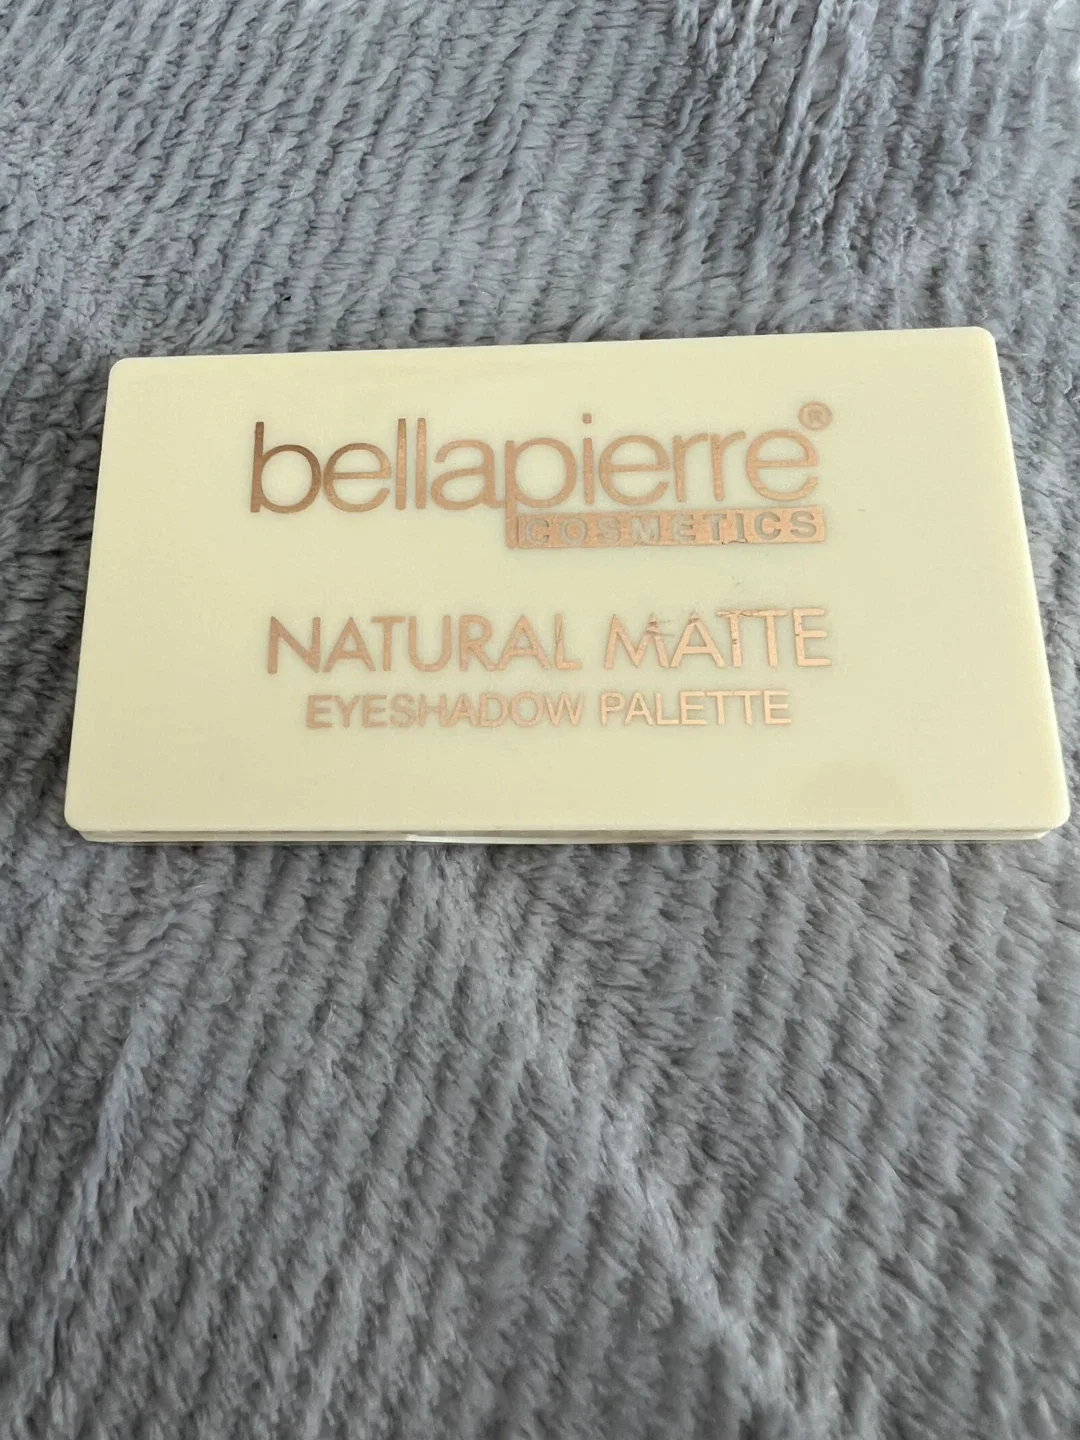 bellapierre®
COSMETICS
NATURAL MATTE
EYESHADOW PALETTE